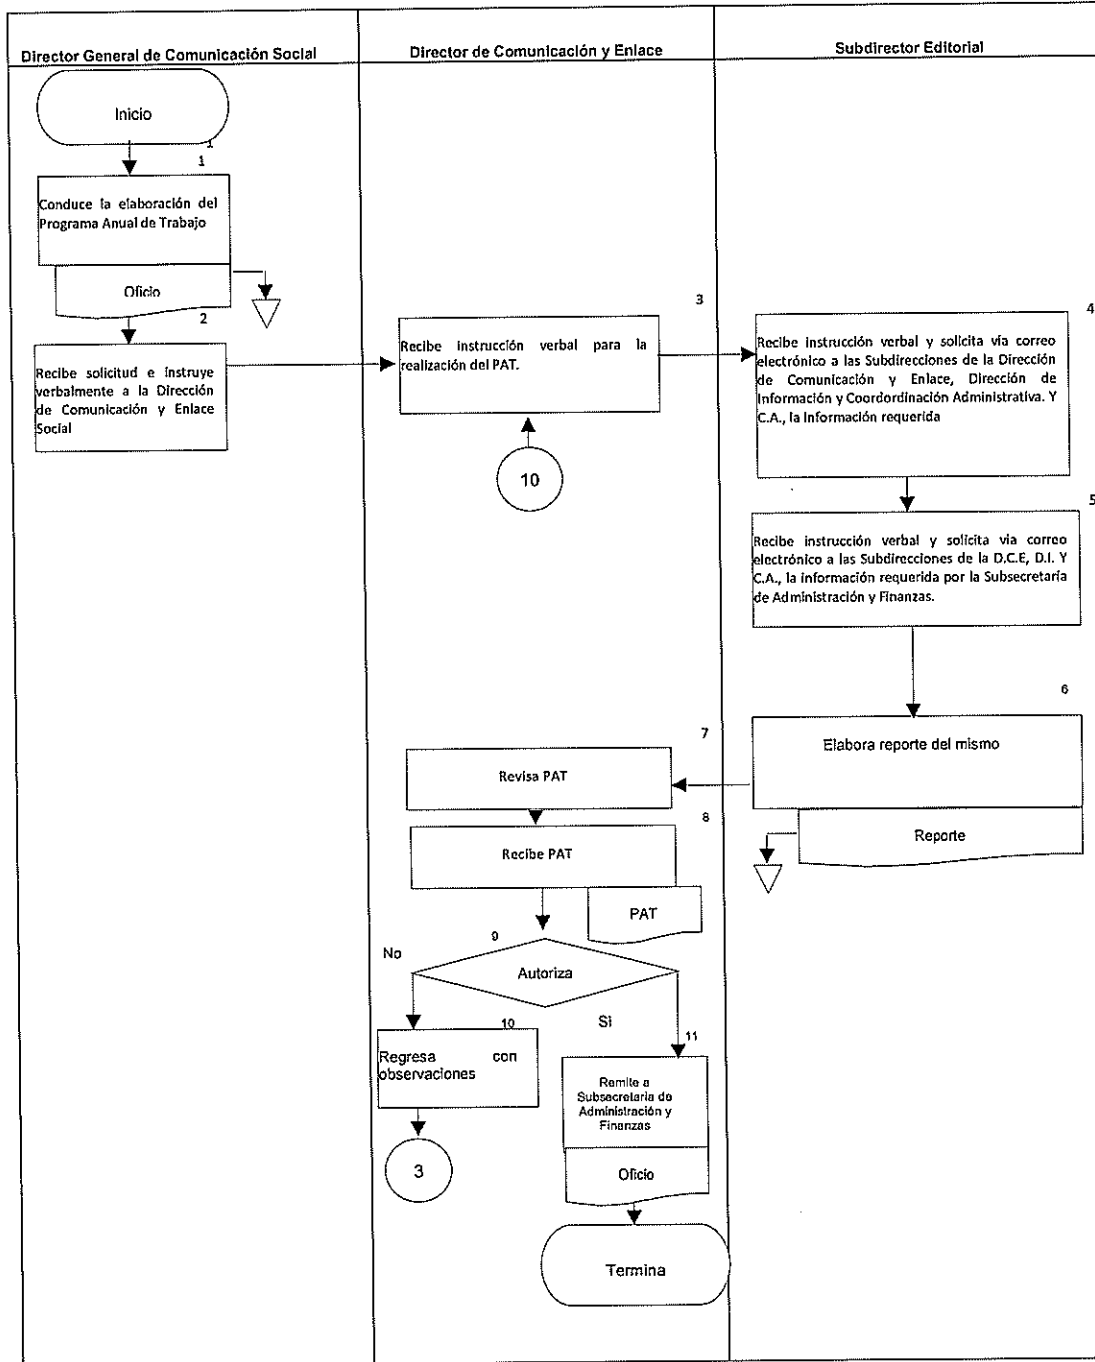 Director General de Comunicación Social
Director de Comunicación y Enlace
Subdirector Editorial
Inicio
1
1
Conduce la elaboración del
Programa Anual de Trabajo
Oficio
2
Recibe solicitud e instruye
verbalmente a la Dirección
de Comunicación y Enlace
Social
3
Recibe instrucción verbal para la
realización del PAT.
10
4
Recibe instrucción verbal y solicita vía correo
electrónico a las Subdirecciones de la Dirección
de Comunicación y Enlace, Dirección de
Información y Coordordinación Administrativa. Y
C.A., la Información requerida
5
Recibe instrucción verbal y solicita via correo
electrónico a las Subdirecciones de la D.C.E, D.I. Y
C.A., la información requerida por la Subsecretaría
de Administración y Finanzas.
6
Elabora reporte del mismo
Reporte
7
Revisa PAT
8
Recibe PAT
PAT
9
No
Autoriza
Si
10
Regresa con
observaciones
3
11
Remite a
Subsecretaria de
Administración y
Finanzas
Oficio
Termina